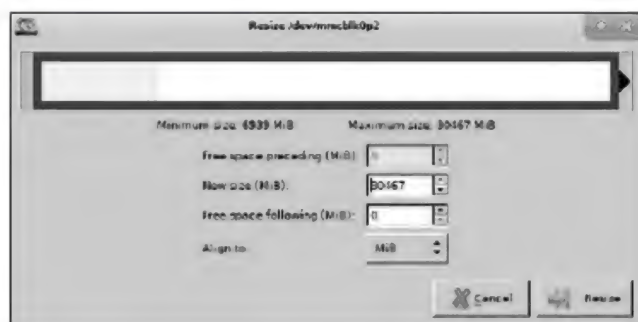 Resize /dev/mmcblk0p2
Minimum size: 6939 MiB Maximum size: 30467 MiB
Free space preceding (MiB):
New size (MiB): 30467
Free space following (MiB): 0
Align to: MiB
Cancel Resize